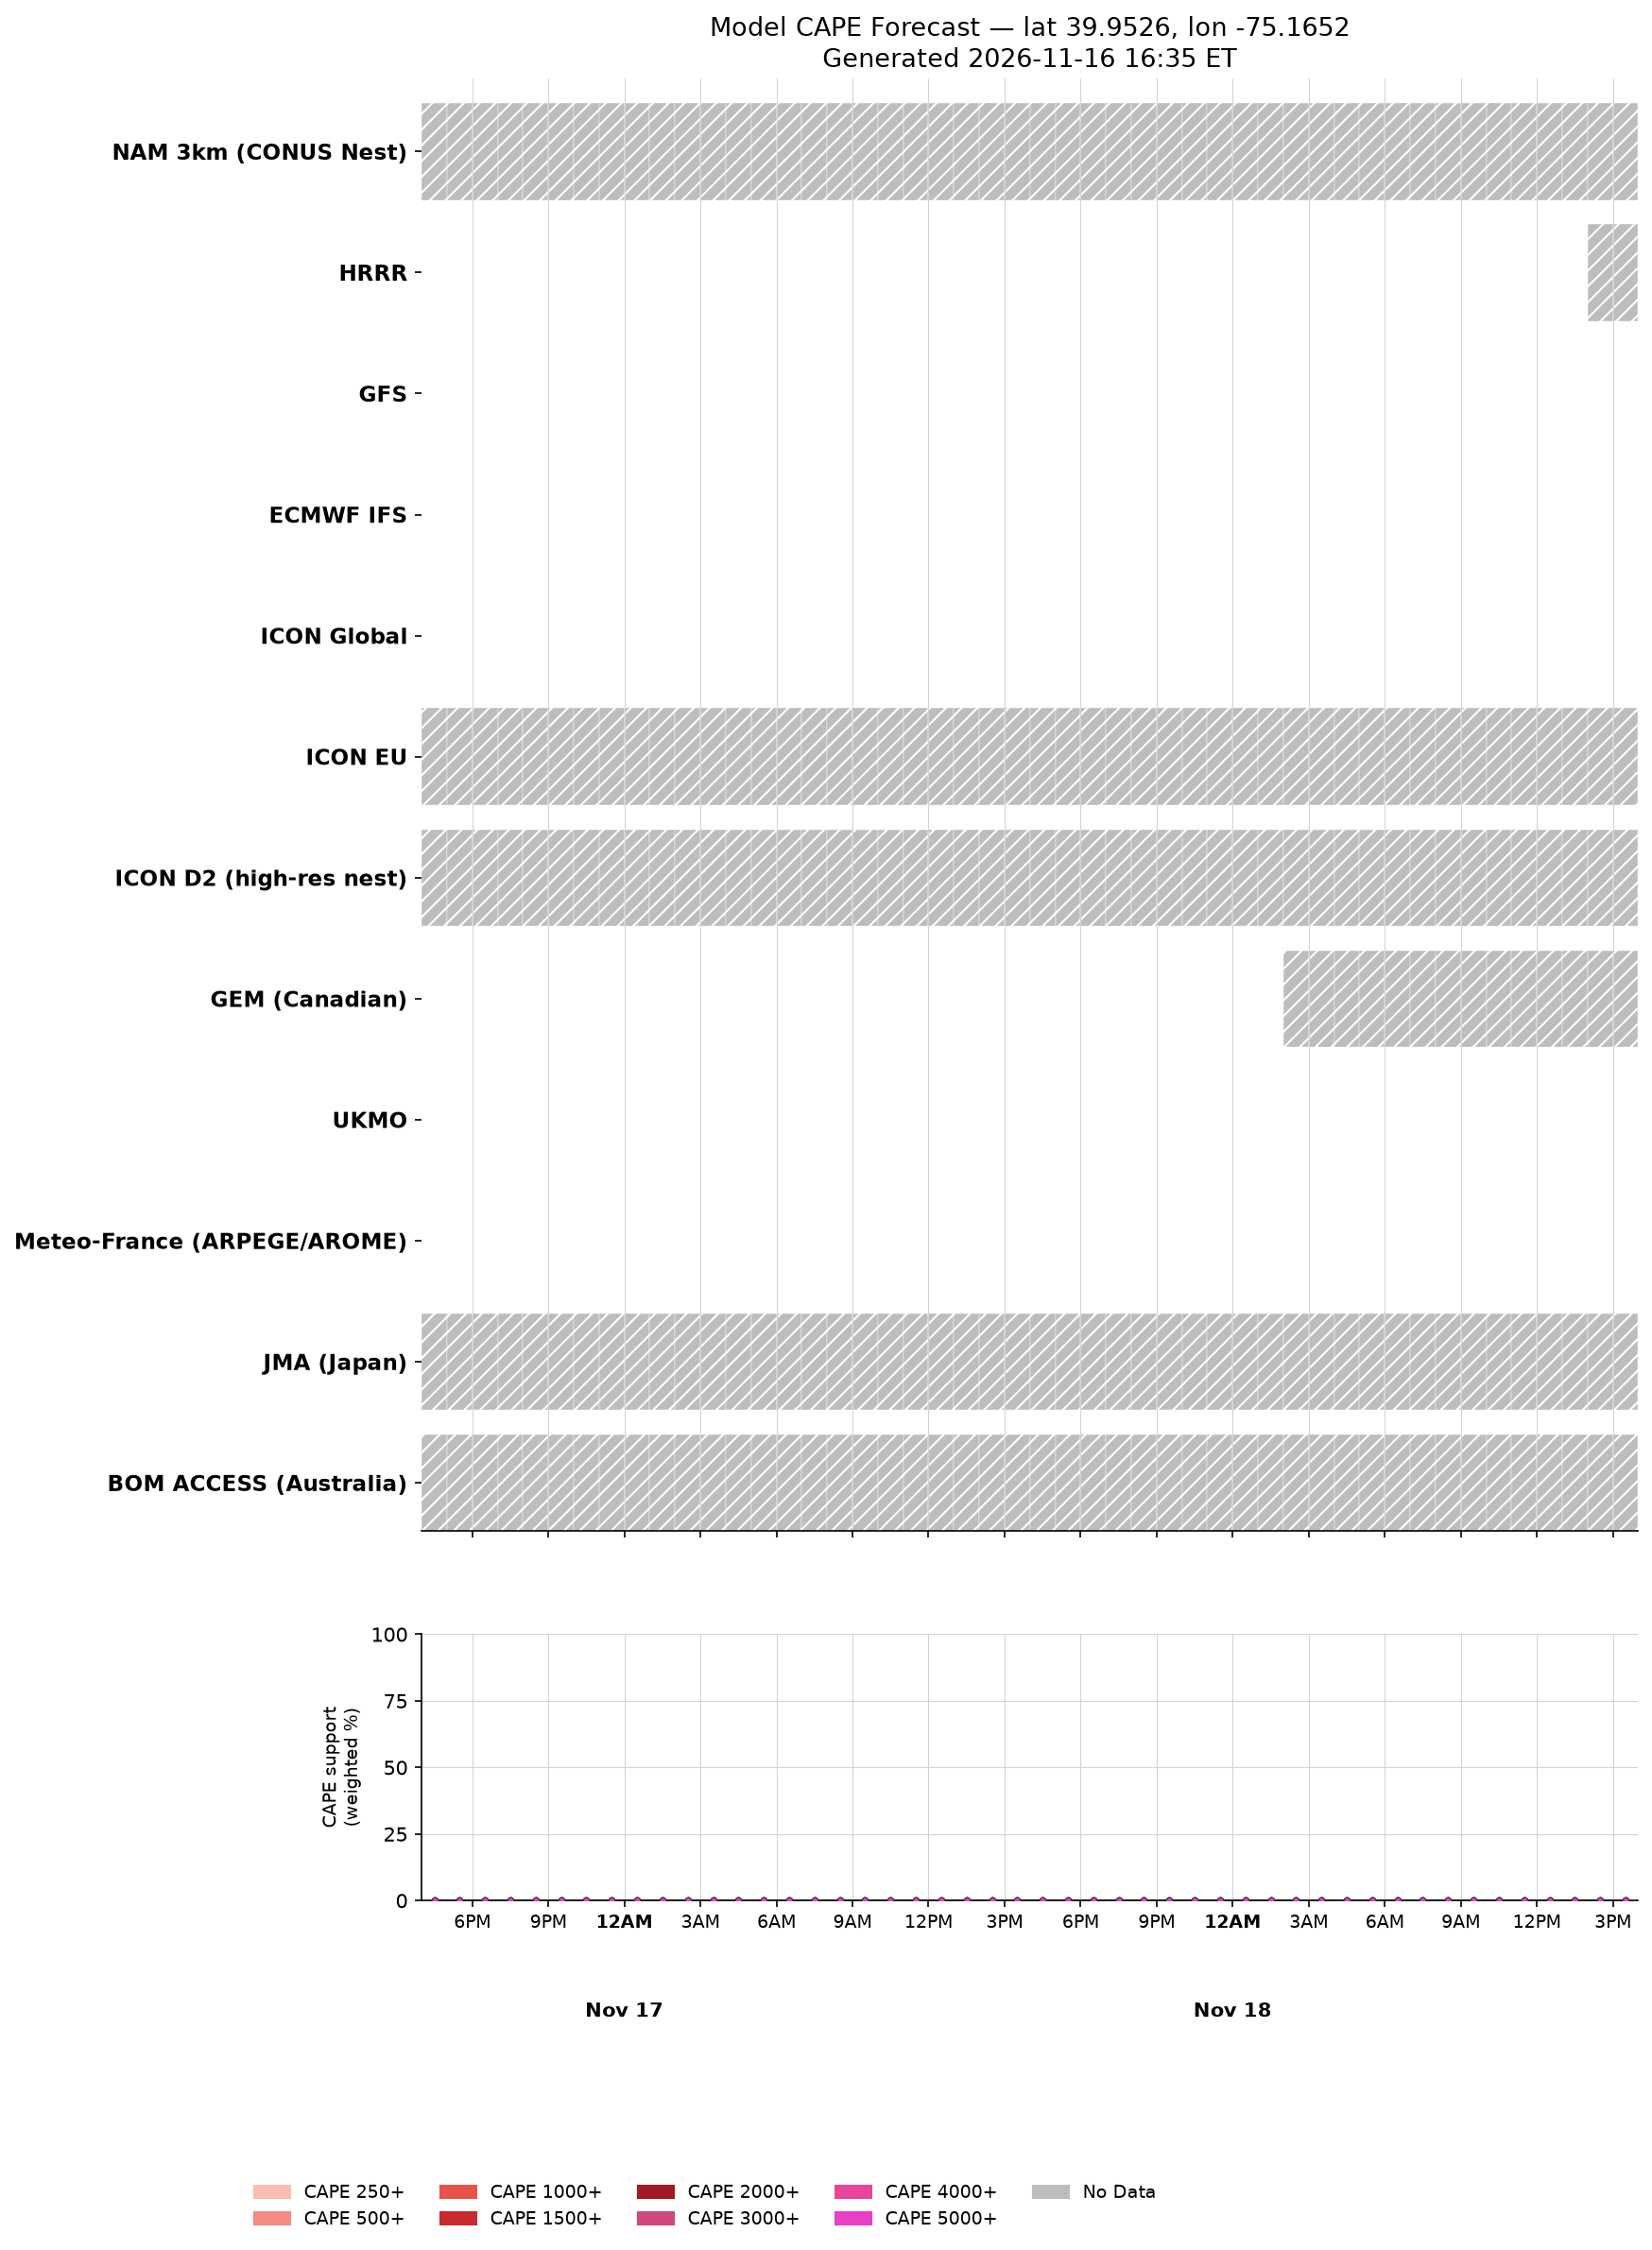 Model CAPE Forecast — lat 39.9526, lon -75.1652
Generated 2026-11-16 16:35 ET
NAM 3km (CONUS Nest)
HRRR
GFS
ECMWF IFS
ICON Global
ICON EU
ICON D2 (high-res nest)
GEM (Canadian)
UKMO
Meteo-France (ARPEGE/AROME)
JMA (Japan)
BOM ACCESS (Australia)
CAPE support
(weighted %)
100
75
50
25
0
6PM 9PM 12AM 3AM 6AM 9AM 12PM 3PM 6PM 9PM 12AM 3AM 6AM 9AM 12PM 3PM
Nov 17 Nov 18
CAPE 250+ CAPE 1000+ CAPE 2000+ CAPE 4000+ No Data
CAPE 500+ CAPE 1500+ CAPE 3000+ CAPE 5000+